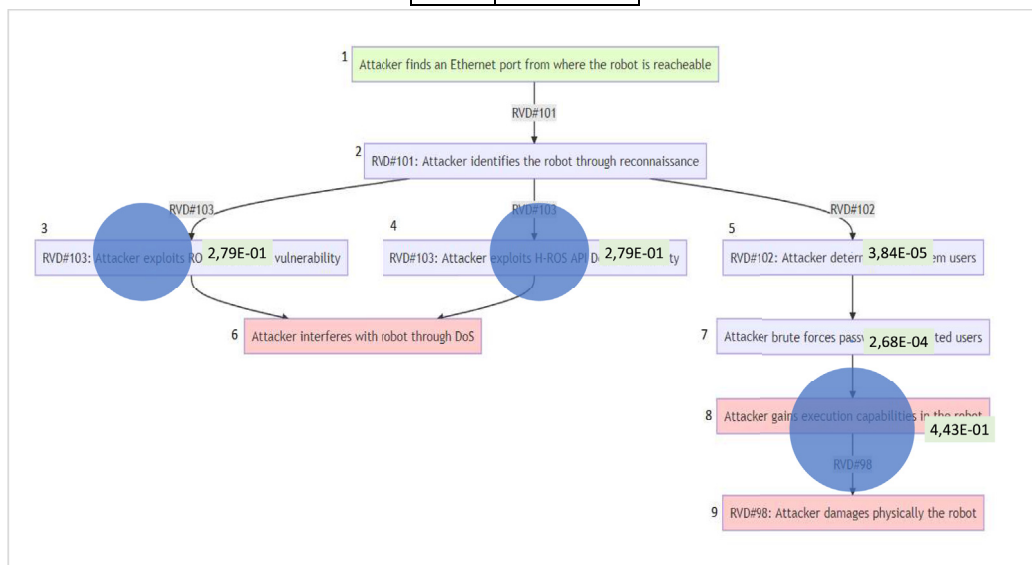 1
Attacker finds an Ethernet port from where the robot is reacheable
RVD#101
2
RVD#101: Attacker identifies the robot through reconnaissance
RVD#103
RVD#103
RVD#102
3
4
5
RVD#103: Attacker exploits RO 2,79E-01 vulnerability
RVD#103: Attacker exploits H-ROS API D 2,79E-01 ty
RVD#102: Attacker determ 3,84E-05 em users
6
Attacker interferes with robot through DoS
7
Attacker brute forces passw 2,68E-04 ted users
8
Attacker gains execution capabilities in the robot
4,43E-01
RVD#98
9
RVD#98: Attacker damages physically the robot